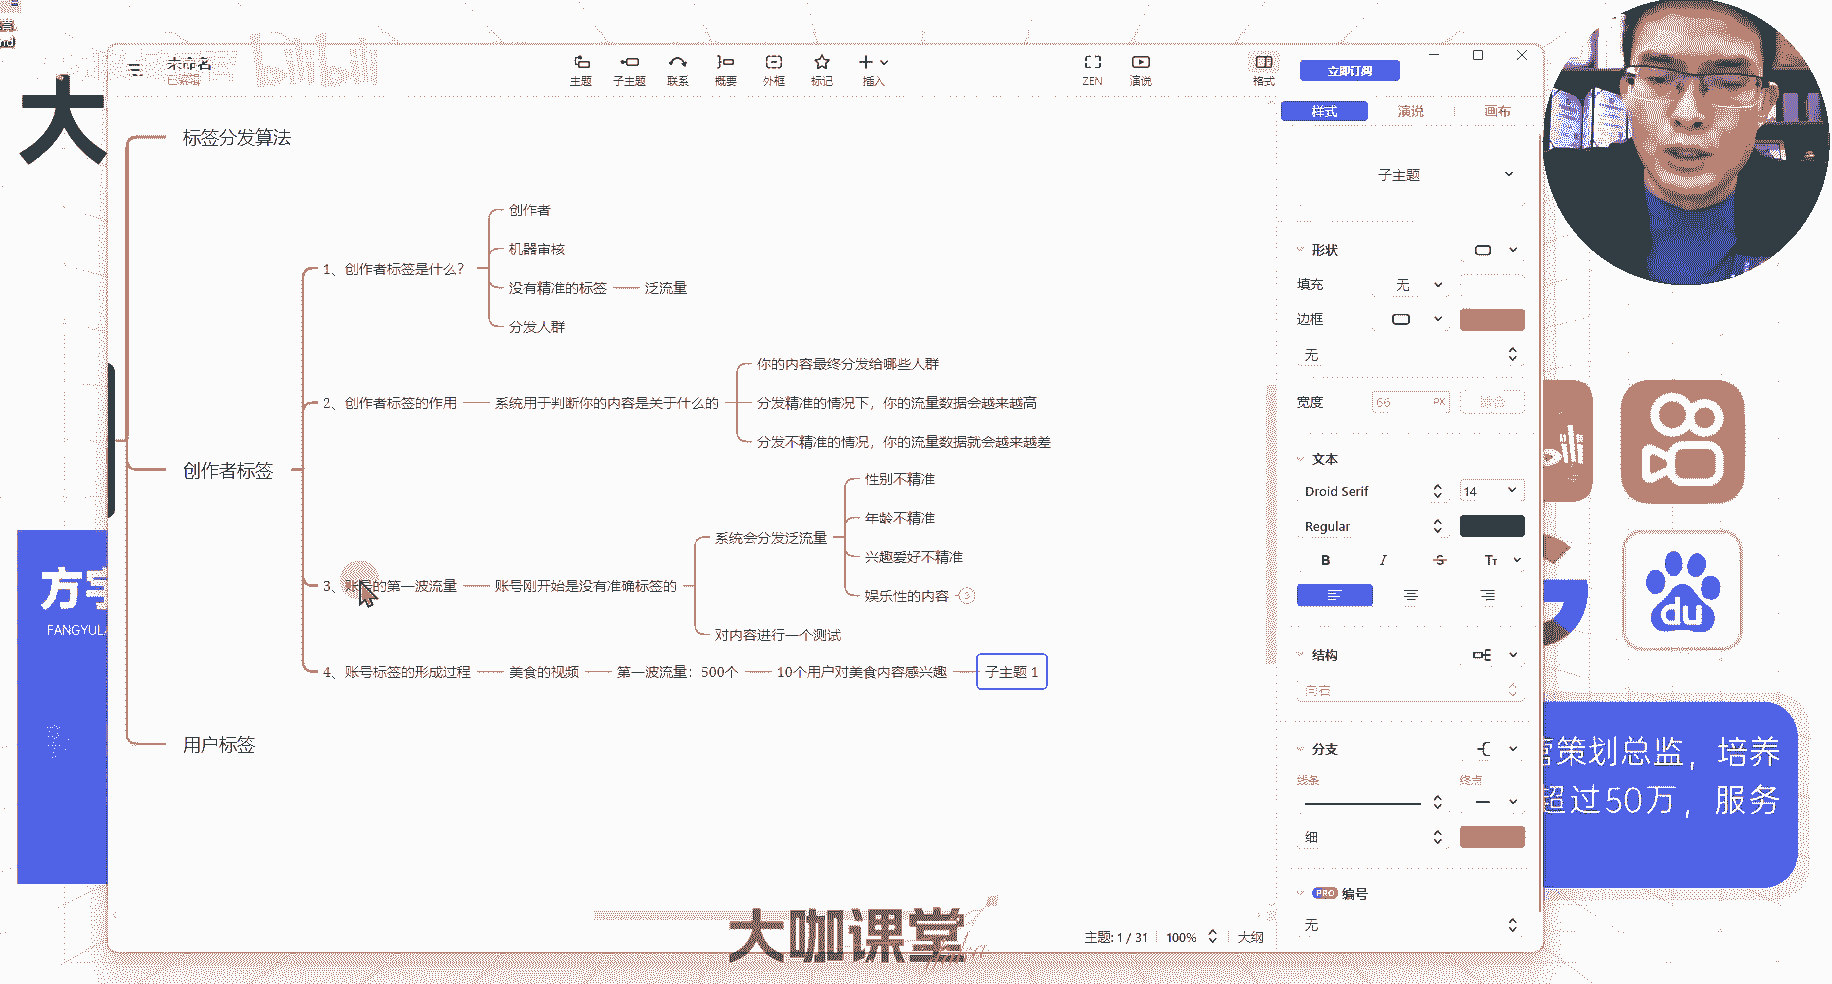 大
bilibili
未命名
已编辑
主题
子主题
联系
概要
外框
标记
插入
ZEN
演说
格式
立即订阅
标签分发算法
创作者标签
1、创作者标签是什么?
创作者
机器审核
没有精准的标签
泛流量
分发人群
2、创作者标签的作用
系统用于判断你的内容是关于什么的
你的内容最终分发给哪些人群
分发精准的情况下，你的流量数据会越来越高
分发不精准的情况，你的流量数据就会越来越差
3、账号的第一波流量
账号刚开始是没有准确标签的
系统会分发泛流量
性别不精准
年龄不精准
兴趣爱好不精准
娱乐性的内容
3
对内容进行一个测试
4、账号标签的形成过程
美食的视频
第一波流量：500个
10个用户对美食内容感兴趣
子主题 1
用户标签
样式
演说
画布
子主题
形状
填充
无
边框
无
宽度
66
PX
文本
Droid Serif
14
Regular
B
I
S
Tт
结构
向右
分支
线条
终点
细
PRO
编号
无
主题: 1 / 31
100%
大纲
大咖课堂
FANGYUL
du
营策划总监，培养
超过50万，服务